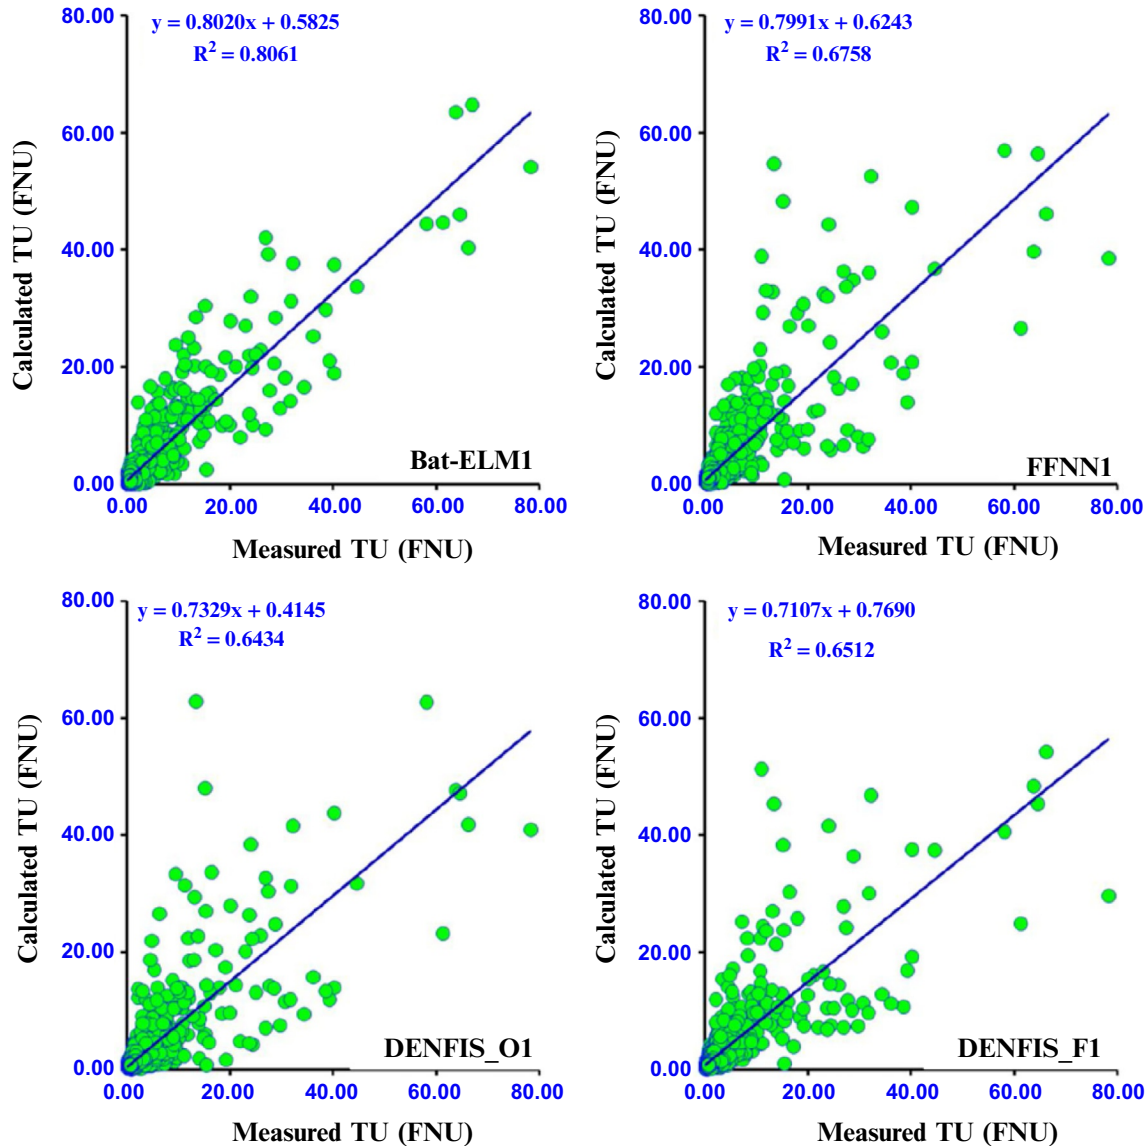 80.00
y = 0.8020x + 0.5825
R² = 0.8061
60.00
40.00
20.00
0.00
Calculated TU (FNU)
Bat-ELM1
0.00 20.00 40.00 60.00 80.00
Measured TU (FNU)
80.00
y = 0.7991x + 0.6243
R² = 0.6758
60.00
40.00
20.00
0.00
Calculated TU (FNU)
FFNN1
0.00 20.00 40.00 60.00 80.00
Measured TU (FNU)
80.00
y = 0.7329x + 0.4145
R² = 0.6434
60.00
40.00
20.00
0.00
Calculated TU (FNU)
DENFIS_O1
0.00 20.00 40.00 60.00 80.00
Measured TU (FNU)
80.00
y = 0.7107x + 0.7690
R² = 0.6512
60.00
40.00
20.00
0.00
Calculated TU (FNU)
DENFIS_F1
0.00 20.00 40.00 60.00 80.00
Measured TU (FNU)